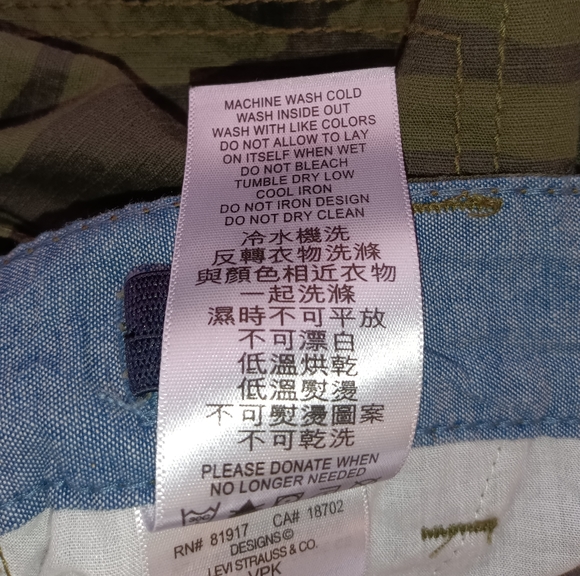 MACHINE WASH COLD
WASH INSIDE OUT
WASH WITH LIKE COLORS
DO NOT ALLOW TO LAY
ON ITSELF WHEN WET
DO NOT BLEACH
TUMBLE DRY LOW
COOL IRON
DO NOT IRON DESIGN
DO NOT DRY CLEAN
冷水機洗
反轉衣物洗滌
與顏色相近衣物
一起洗滌
濕時不可平放
不可漂白
低溫烘乾
低溫熨燙
不可熨燙圖案
不可乾洗
PLEASE DONATE WHEN
NO LONGER NEEDED
RN# 81917 CA# 18702
DESIGNS©
LEVI STRAUSS & CO.
VPK